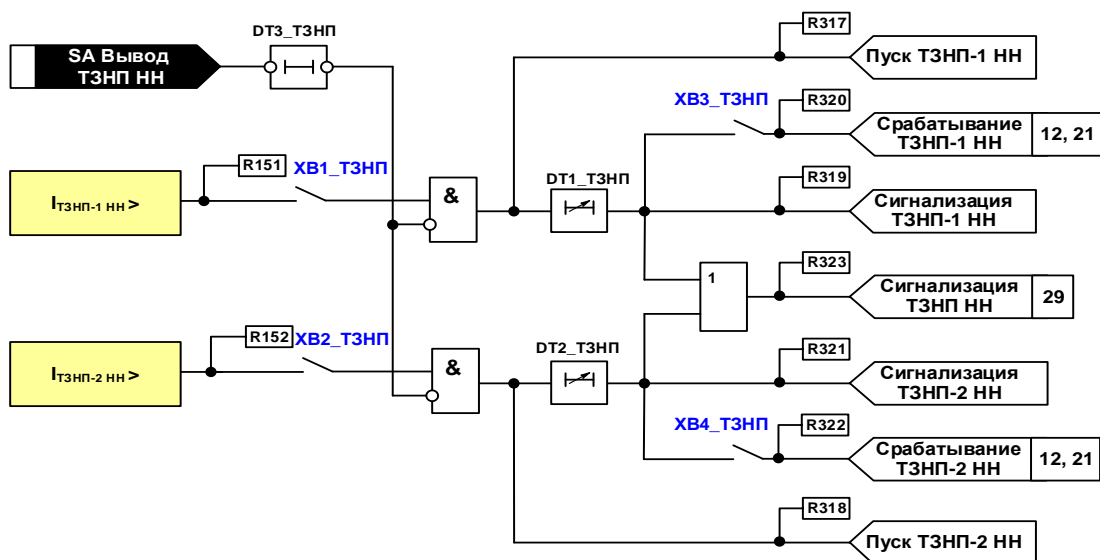 R317
DT3_ТЗНП
SA Вывод
ТЗНП НН
Пуск ТЗНП-1 НН
XB3_ТЗНП
R320
Срабатывание
ТЗНП-1 НН
12, 21
R151
XB1_ТЗНП
IТЗНП-1 НН >
&
DT1_ТЗНП
R319
Сигнализация
ТЗНП-1 НН
1
R323
Сигнализация
ТЗНП НН
29
R152
XB2_ТЗНП
IТЗНП-2 НН >
&
DT2_ТЗНП
R321
Сигнализация
ТЗНП-2 НН
XB4_ТЗНП
R322
Срабатывание
ТЗНП-2 НН
12, 21
R318
Пуск ТЗНП-2 НН